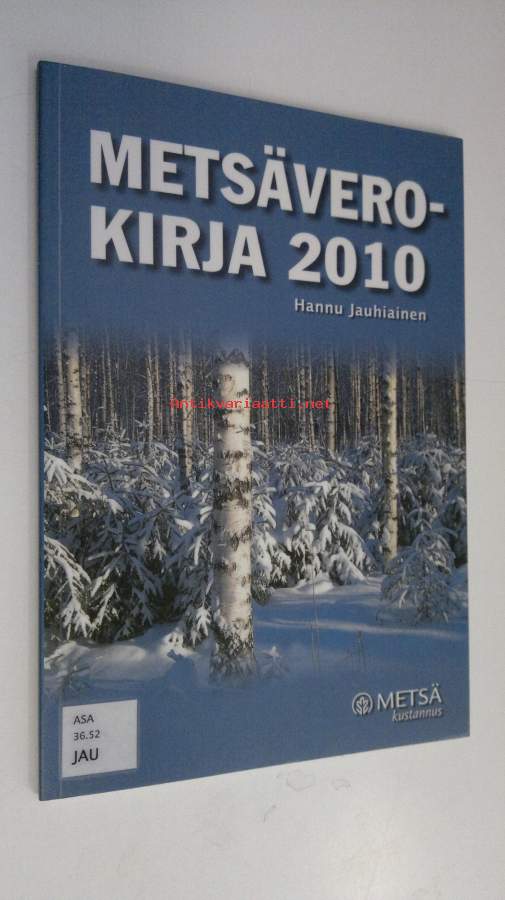 METSÄVERO-
KIRJA 2010
Hannu Jauhiainen
Antikvariaatti.net
METSÄ
kustannus
ASA
36.52
JAU